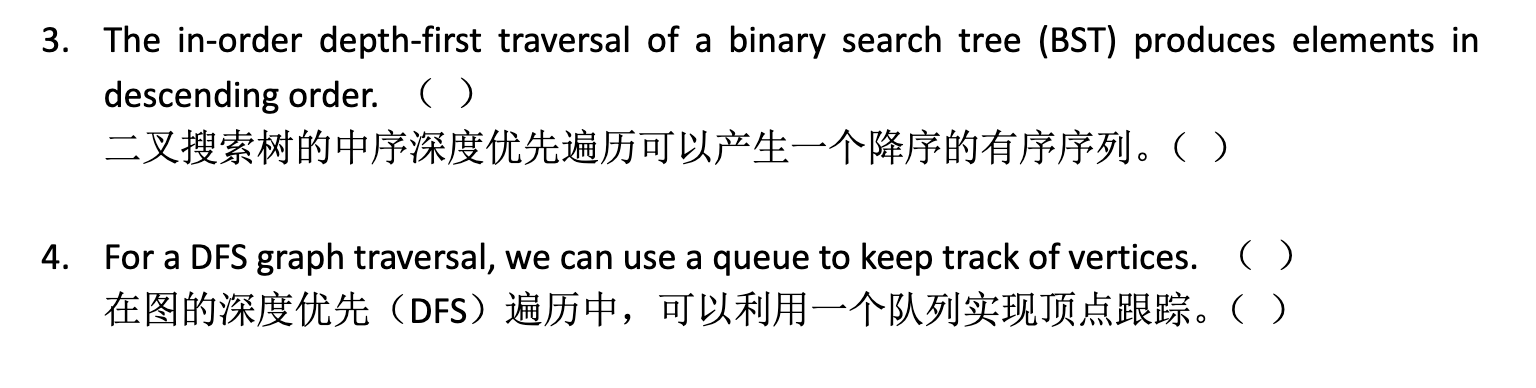 3. The in-order depth-first traversal of a binary search tree (BST) produces elements in
descending order. （ ）
二叉搜索树的中序深度优先遍历可以产生一个降序的有序序列。（ ）
4. For a DFS graph traversal, we can use a queue to keep track of vertices. （ ）
在图的深度优先（DFS）遍历中，可以利用一个队列实现顶点跟踪。（ ）